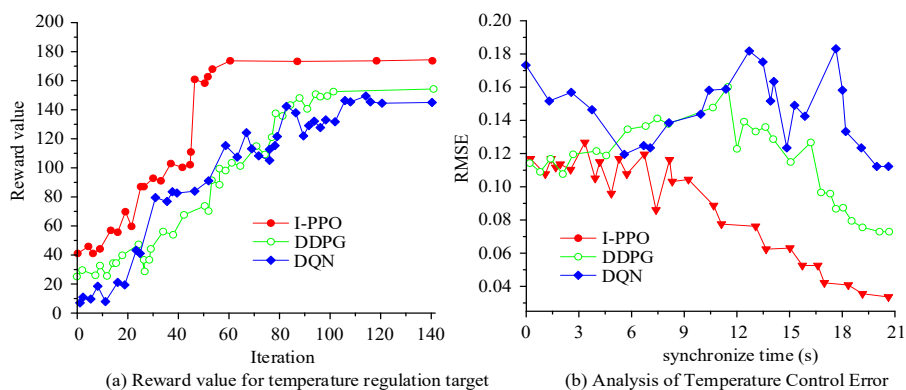 200
180
160
140
120
100
80
60
40
20
0
Reward value
I-PPO
DDPG
DQN
0 20 40 60 80 100 120 140
Iteration
(a) Reward value for temperature regulation target
0.18
0.16
0.14
0.12
0.10
0.08
0.06
0.04
RMSE
I-PPO
DDPG
DQN
0 3 6 9 12 15 18 21
synchronize time (s)
(b) Analysis of Temperature Control Error